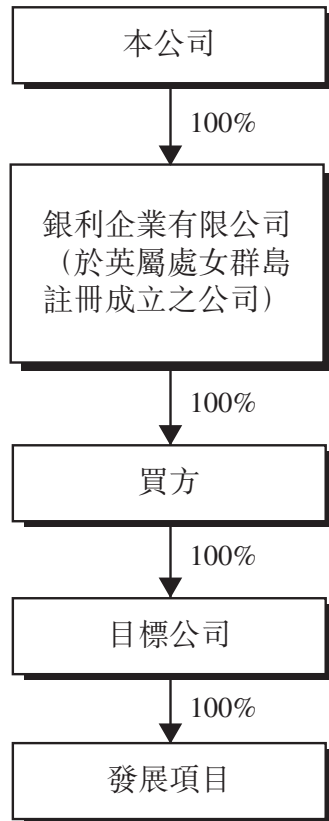 本公司
100%
銀利企業有限公司
（於英屬處女群島
註冊成立之公司）
100%
買方
100%
目標公司
100%
發展項目